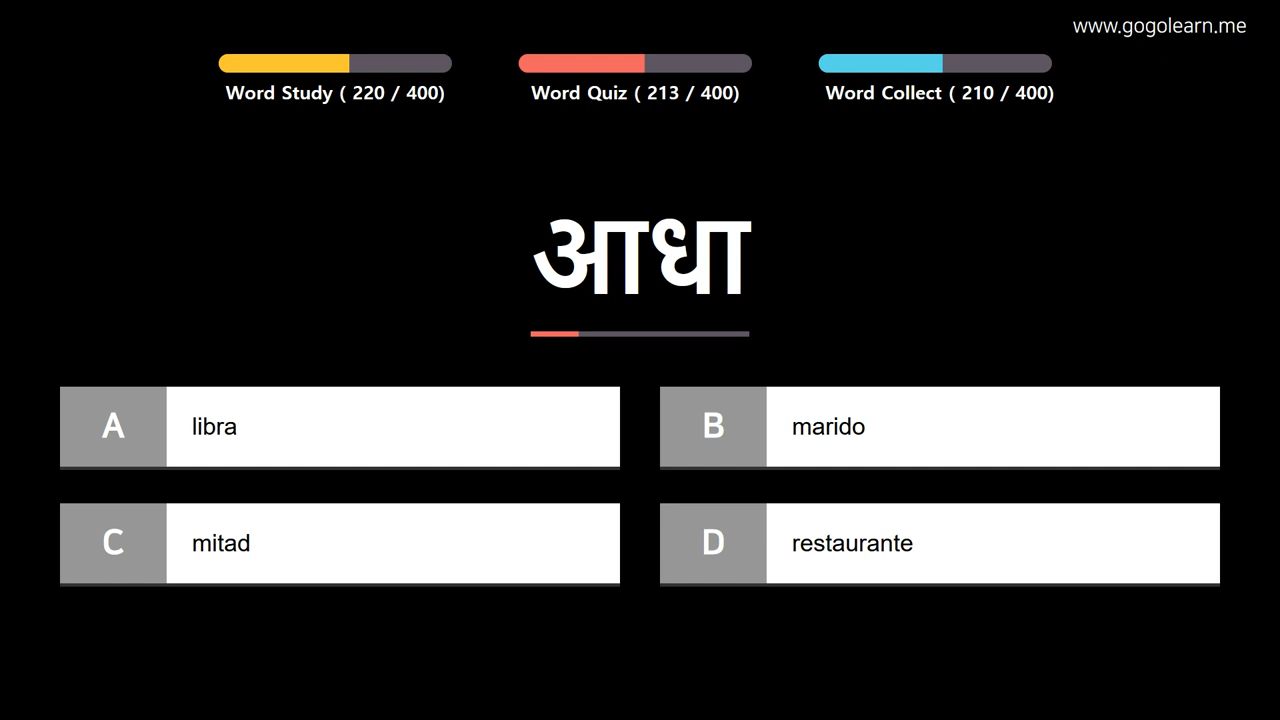 www.gogolearn.me
Word Study ( 220 / 400)
Word Quiz ( 213 / 400)
Word Collect ( 210 / 400)
आधा
A libra
B marido
C mitad
D restaurante